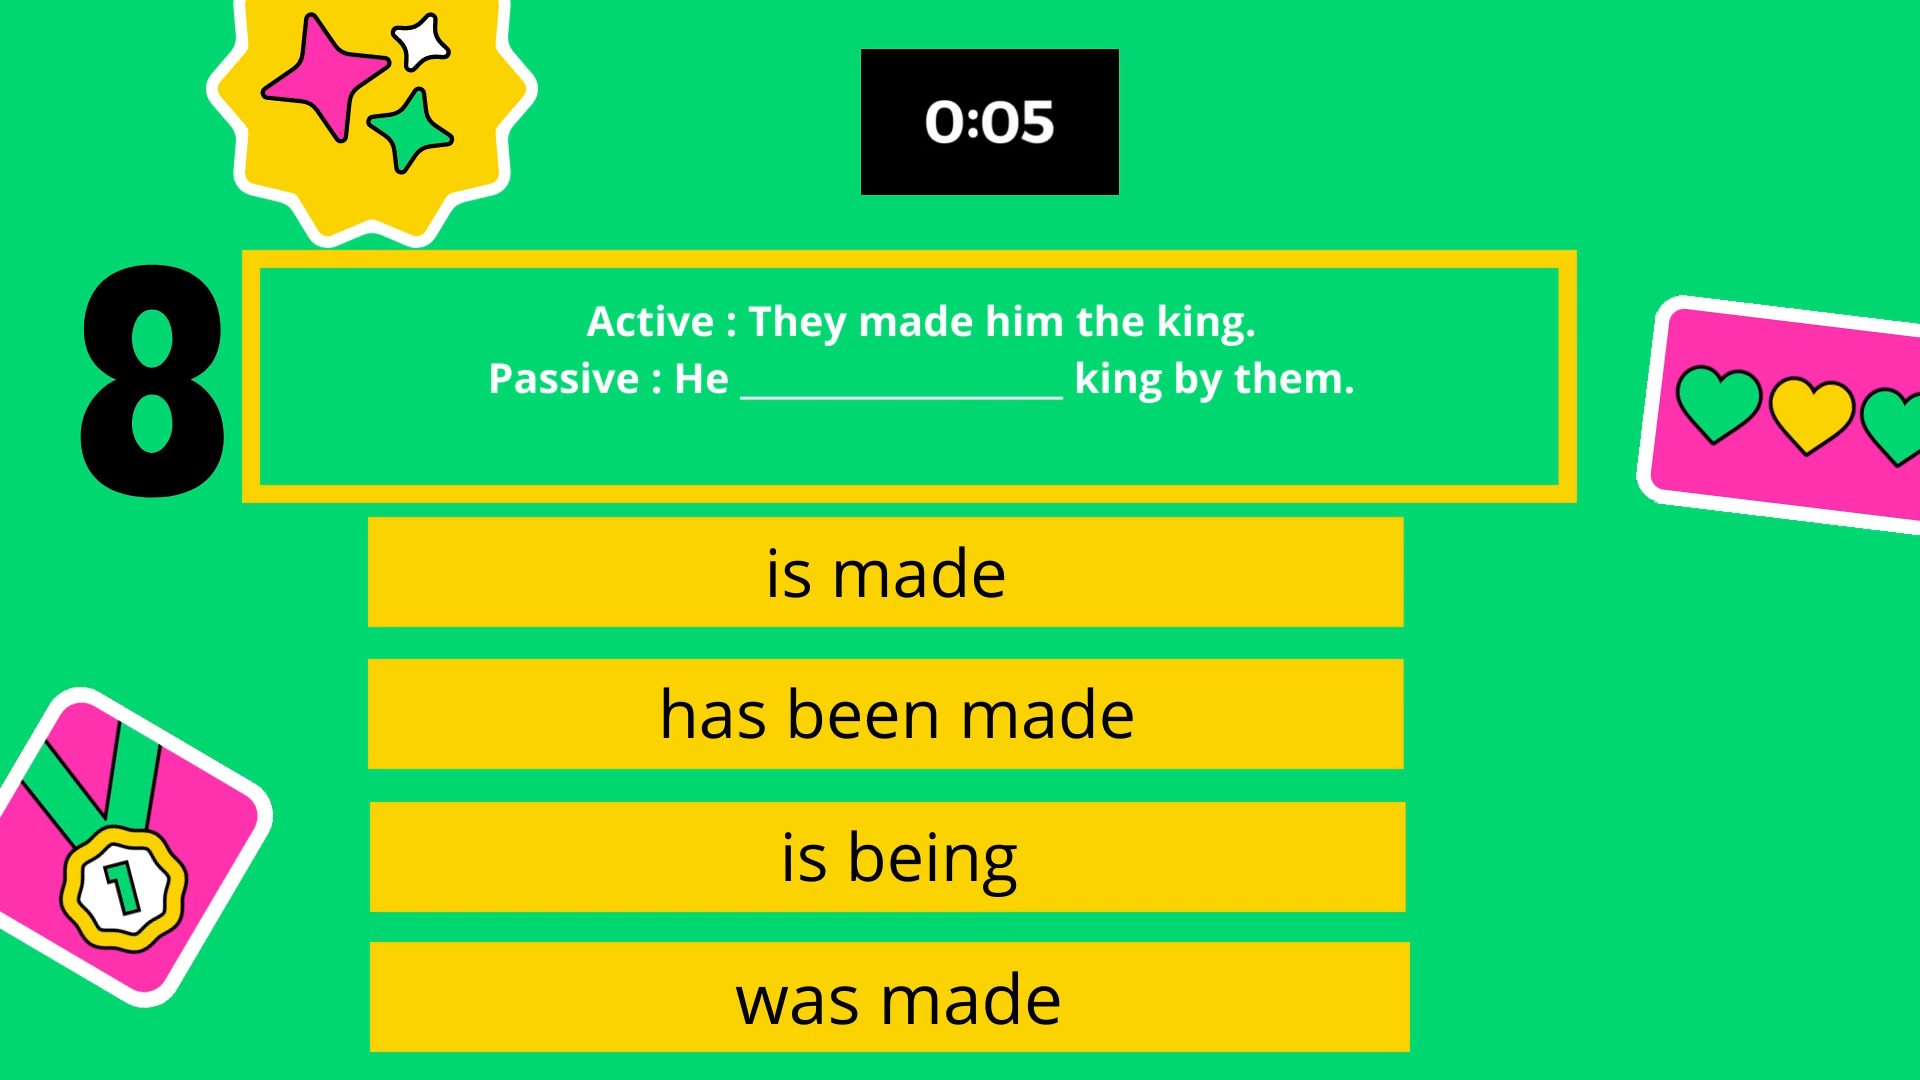 0:05
8
Active : They made him the king.
Passive : He _________________ king by them.
is made
has been made
is being
was made
1